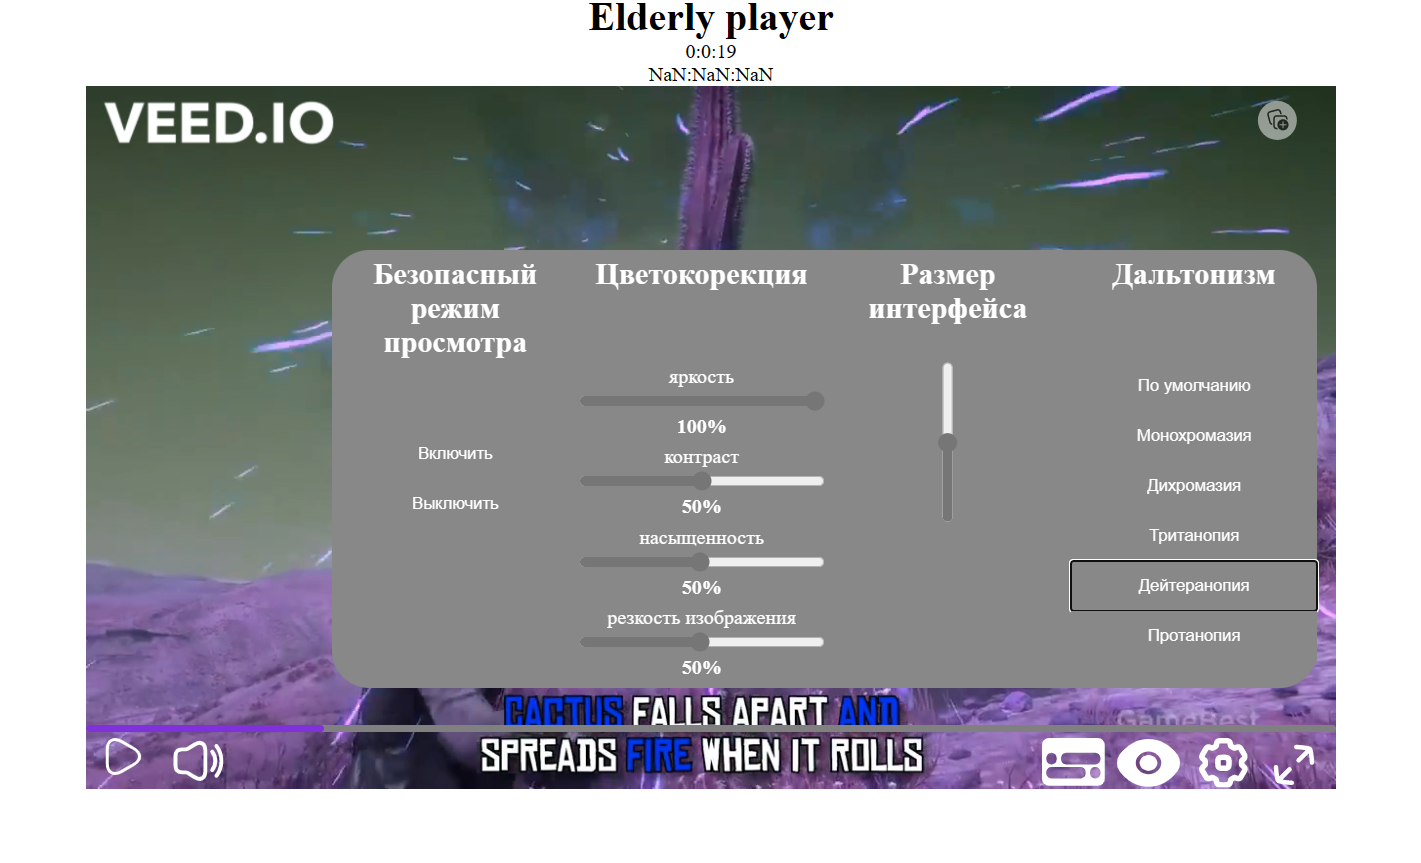 Elderly player
0:0:19
NaN:NaN:NaN
VEED.IO
Безопасный
режим
просмотра
Включить
Выключить
Цветокорекция
яркость
100%
контраст
50%
насыщенность
50%
резкость изображения
50%
Размер
интерфейса
Дальтонизм
По умолчанию
Монохромазия
Дихромазия
Тританопия
Дейтеранопия
Протанопия
CACTUS FALLS APART AND
GameBest
SPREADS FIRE WHEN IT ROLLS